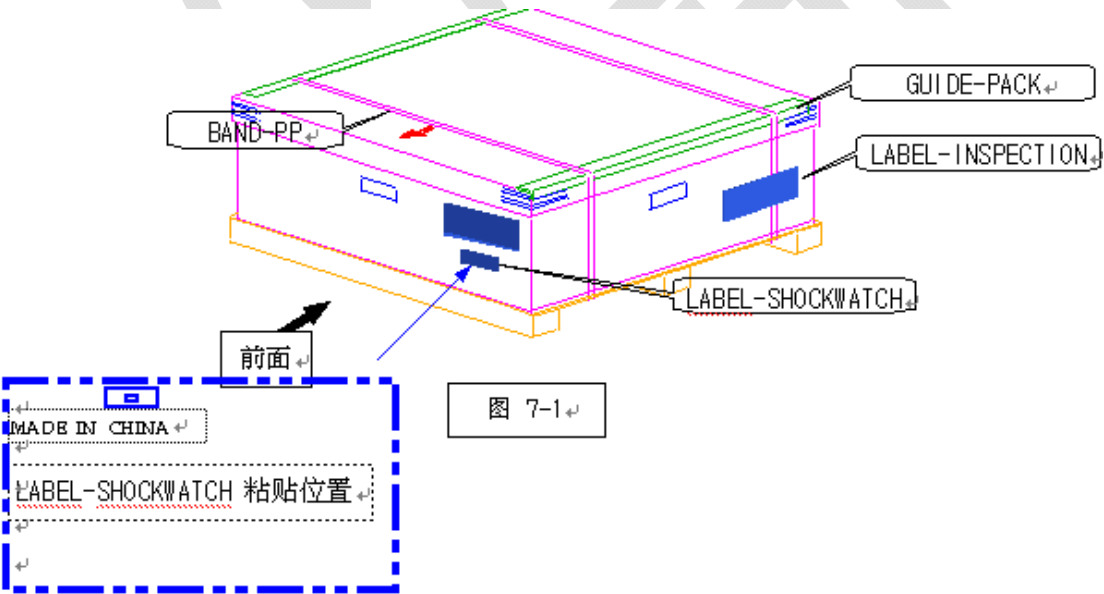 GUIDE-PACK
BAND-PP
LABEL-INSPECTION
LABEL-SHOCKWATCH
前面
图 7-1
MADE IN CHINA
LABEL-SHOCKWATCH 粘贴位置